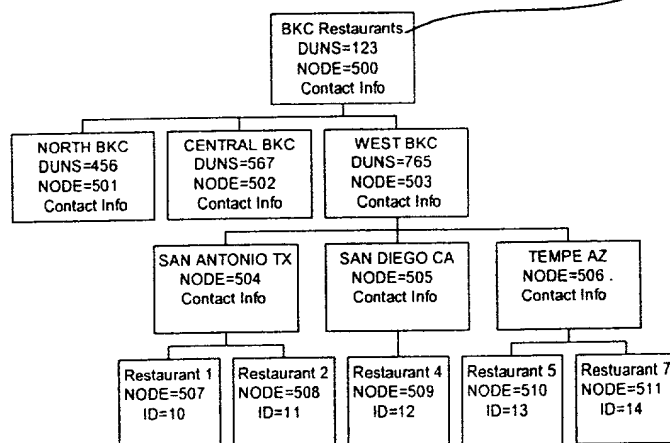 BKC Restaurants
DUNS=123
NODE=500
Contact Info
NORTH BKC
DUNS=456
NODE=501
Contact Info
CENTRAL BKC
DUNS=567
NODE=502
Contact Info
WEST BKC
DUNS=765
NODE=503
Contact Info
SAN ANTONIO TX
NODE=504
Contact Info
SAN DIEGO CA
NODE=505
Contact Info
TEMPE AZ
NODE=506 .
Contact Info
Restaurant 1
NODE=507
ID=10
Restaurant 2
NODE=508
ID=11
Restaurant 4
NODE=509
ID=12
Restaurant 5
NODE=510
ID=13
Restuarant 7
NODE=511
ID=14